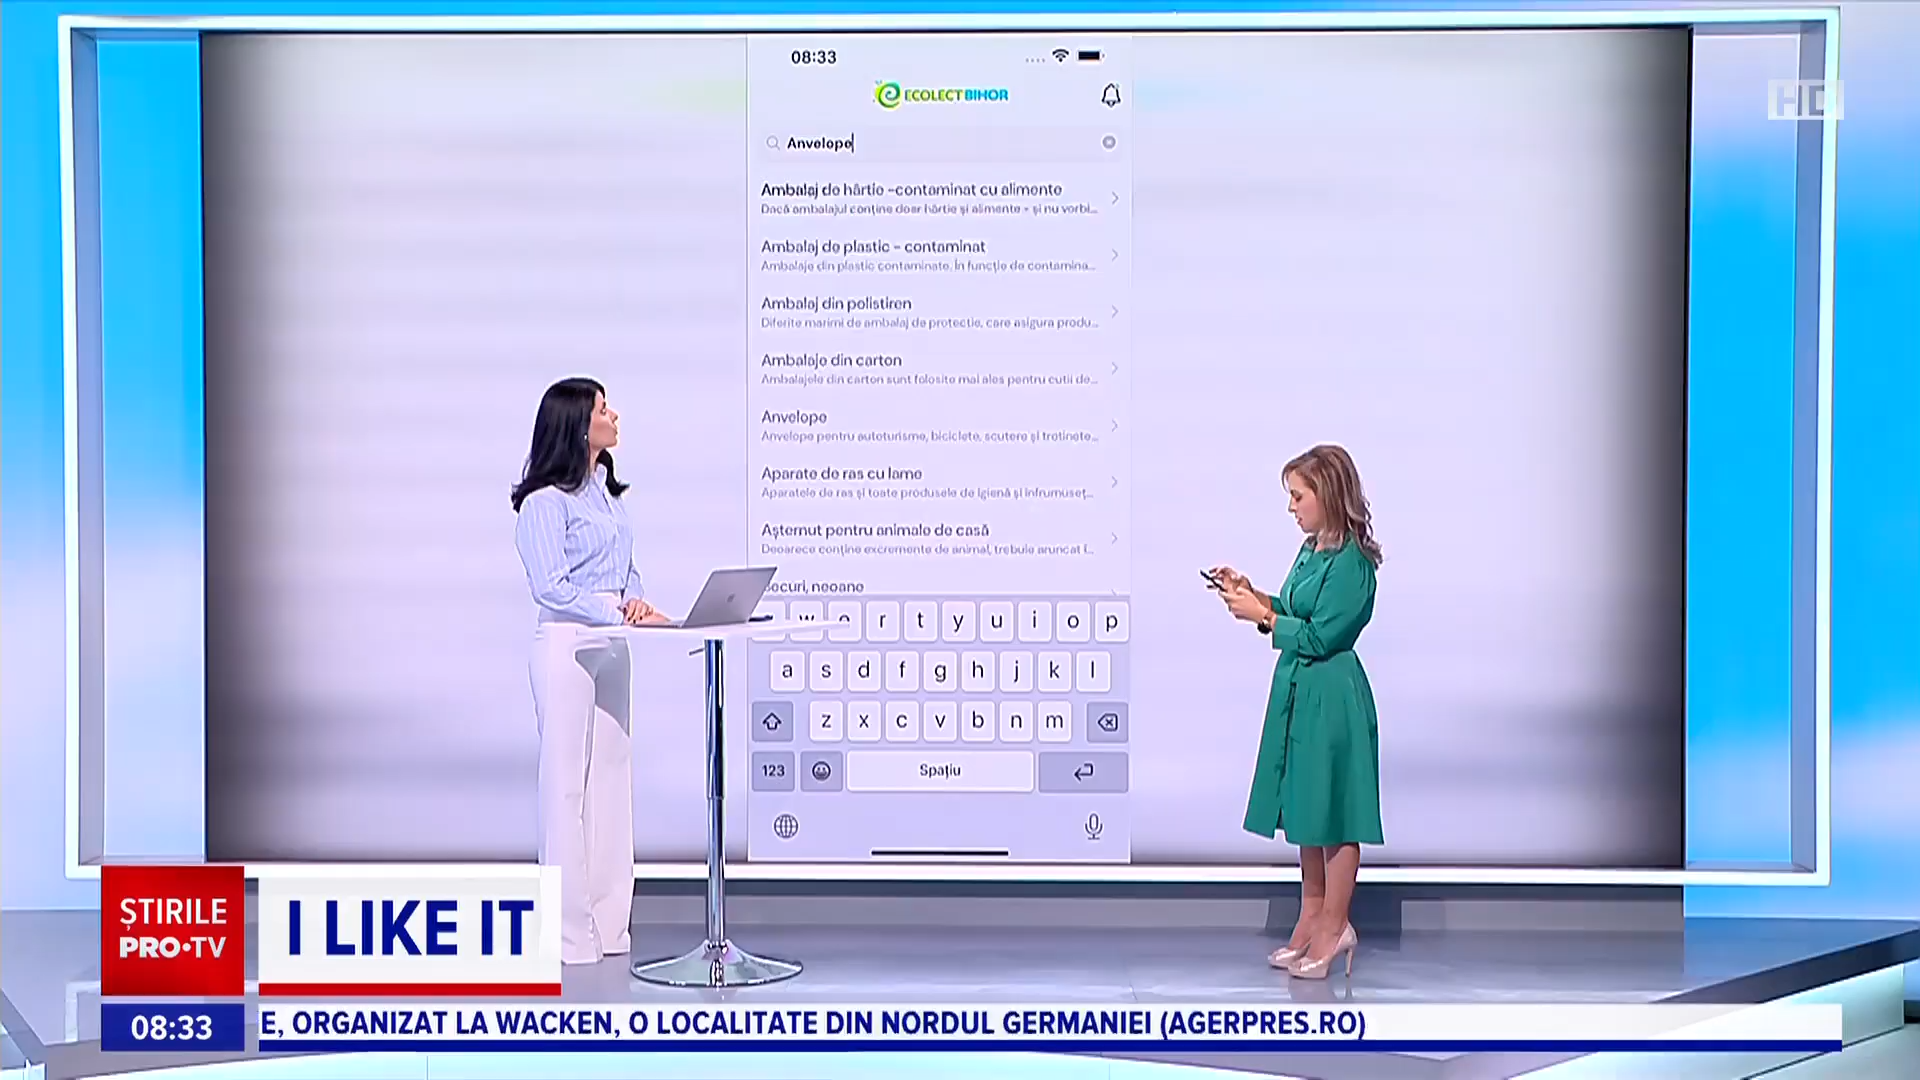 08:33
HD
ECOLECTBIHOR
Anvelope
Ambalaj de hârtie -contaminat cu alimente
Dacă ambalajul conține doar hârtie și alimente - și nu vorbi...
Ambalaj de plastic - contaminat
Ambalaje din plastic contaminate. În funcție de contamina...
Ambalaj din polistiren
Diferite marimi de ambalaj de protectie, care asigura produ...
Ambalaje din carton
Ambalajele din carton sunt folosite mai ales pentru cutii de...
Anvelope
Anvelope pentru autoturisme, biciclete, scutere și trotinete...
Aparate de ras cu lame
Aparatele de ras și toate produsele de igienă și înfrumuseț...
Așternut pentru animale de casă
Deoarece conține excremente de animal, trebuie aruncat î...
ecuri, neoane
w e r t y u i o p
a s d f g h j k l
z x c v b n m
123 Spațiu
ȘTIRILE
PRO•TV
I LIKE IT
08:33
E, ORGANIZAT LA WACKEN, O LOCALITATE DIN NORDUL GERMANIEI (AGERPRES.RO)